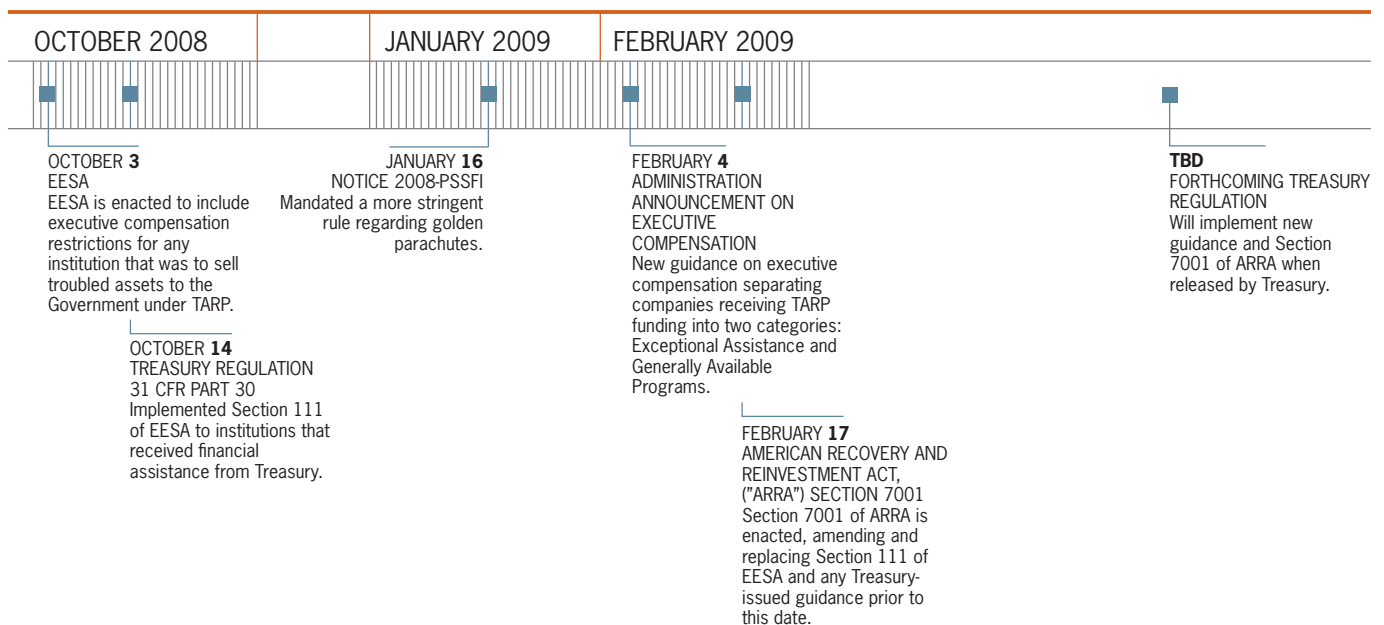 OCTOBER 2008
JANUARY 2009
FEBRUARY 2009
OCTOBER 3
EESA
EESA is enacted to include
executive compensation
restrictions for any
institution that was to sell
troubled assets to the
Government under TARP.
OCTOBER 14
TREASURY REGULATION
31 CFR PART 30
Implemented Section 111
of EESA to institutions that
received financial
assistance from Treasury.
JANUARY 16
NOTICE 2008-PSSFI
Mandated a more stringent
rule regarding golden
parachutes.
FEBRUARY 4
ADMINISTRATION
ANNOUNCEMENT ON
EXECUTIVE
COMPENSATION
New guidance on executive
compensation separating
companies receiving TARP
funding into two categories:
Exceptional Assistance and
Generally Available
Programs.
FEBRUARY 17
AMERICAN RECOVERY AND
REINVESTMENT ACT,
("ARRA") SECTION 7001
Section 7001 of ARRA is
enacted, amending and
replacing Section 111 of
EESA and any Treasury-
issued guidance prior to
this date.
TBD
FORTHCOMING TREASURY
REGULATION
Will implement new
guidance and Section
7001 of ARRA when
released by Treasury.